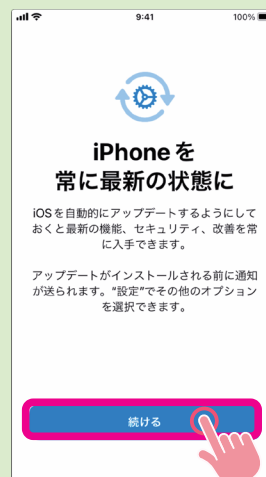 9:41
100%
iPhoneを
常に最新の状態に
iOSを自動的にアップデートするようにして
おくと最新の機能、セキュリティ、改善を常
に入手できます。
アップデートがインストールされる前に通知
が送られます。“設定”でその他のオプション
を選択できます。
続ける